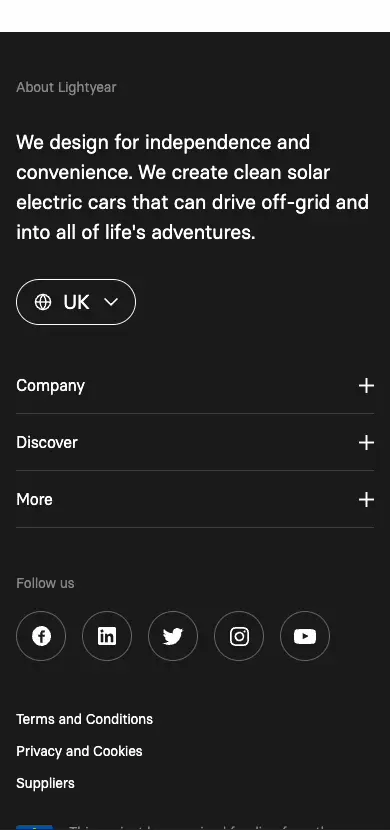 About Lightyear
We design for independence and
convenience. We create clean solar
electric cars that can drive off-grid and
into all of life's adventures.
UK
Company
Discover
More
Follow us
Terms and Conditions
Privacy and Cookies
Suppliers